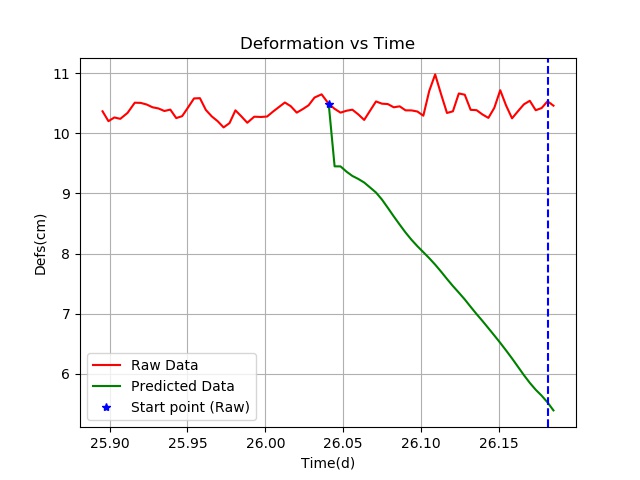 Deformation vs Time
11
10
9
8
7
6
Defs(cm)
Raw Data
Predicted Data
Start point (Raw)
25.90 25.95 26.00 26.05 26.10 26.15
Time(d)